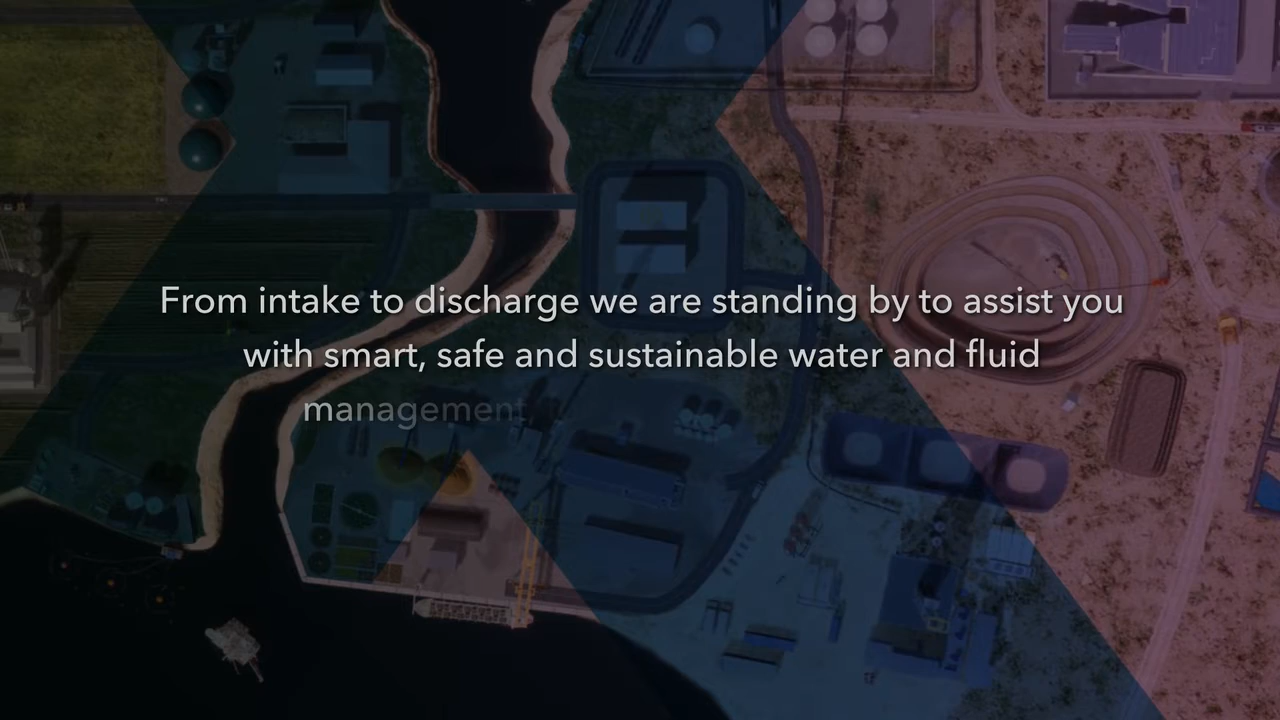 From intake to discharge we are standing by to assist you
with smart, safe and sustainable water and fluid
management, to